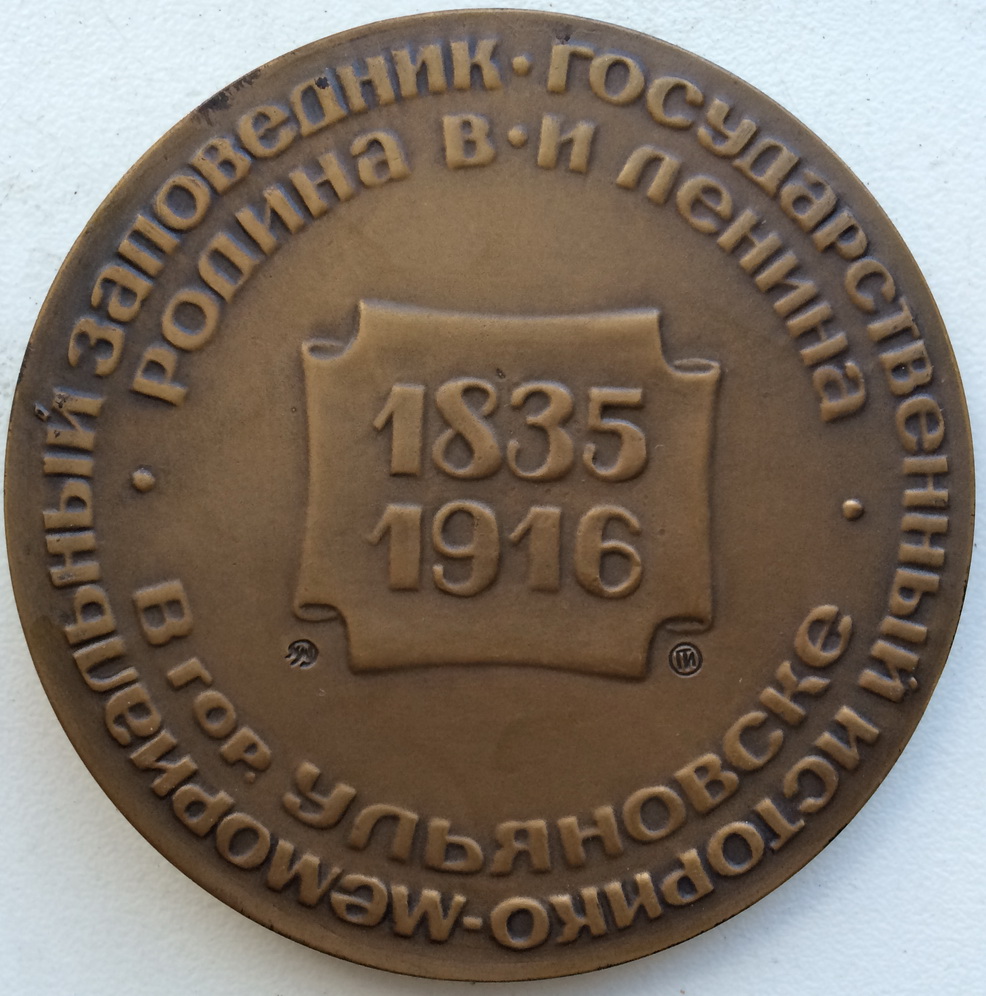 государственный историко-мемориальный заповедник ·
родина в·и ленина
1835
1916
в гор. ульяновске